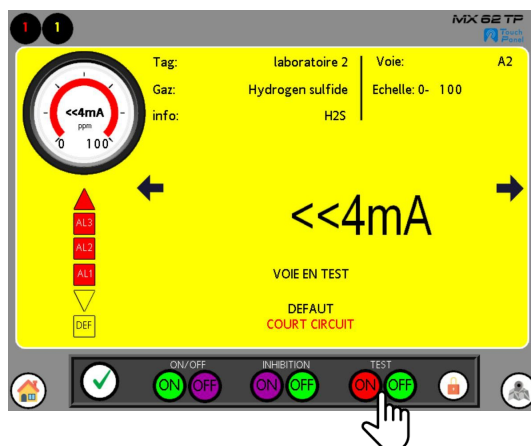 1 1 MX 62 TP
Touch
Panel
Tag: laboratoire 2 Voie: A2
Gaz: Hydrogen sulfide Echelle: 0- 100
info: H2S
<<4mA
ppm
0 100
<<4mA
AL3
AL2
AL1
DEF
VOIE EN TEST
DEFAUT
COURT CIRCUIT
ON/OFF INHIBITION TEST
ON OFF ON OFF ON OFF